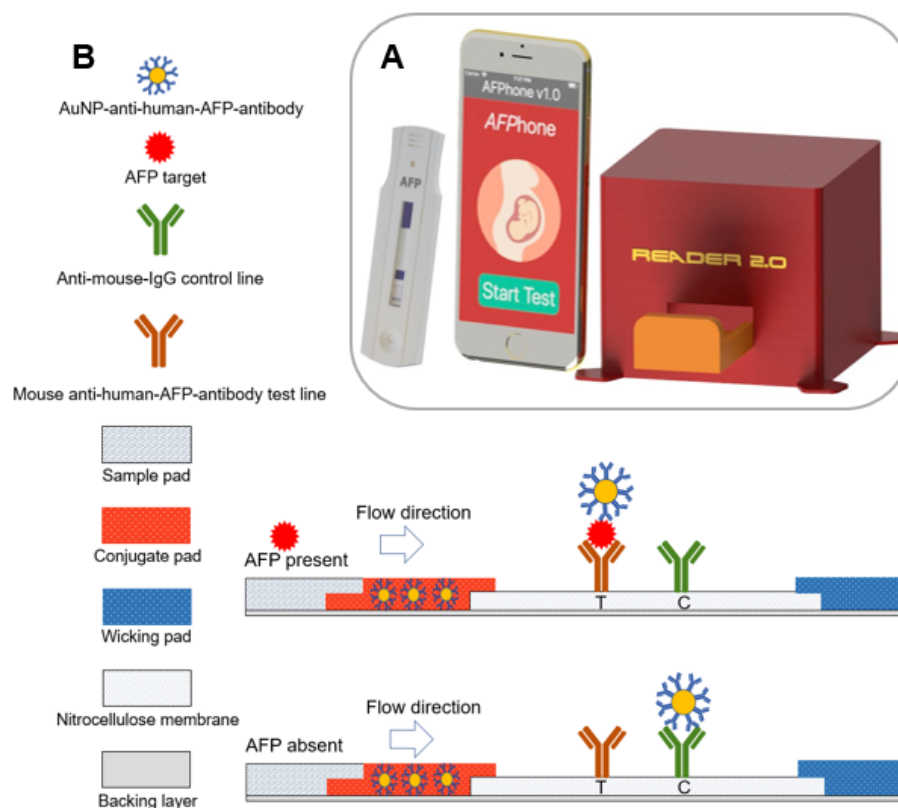 B
AuNP-anti-human-AFP-antibody
AFP target
Anti-mouse-IgG control line
Mouse anti-human-AFP-antibody test line
Sample pad
Conjugate pad
Wicking pad
Nitrocellulose membrane
Backing layer
A
AFP
AFPhone v1.0
AFPhone
Start Test
READER 2.0
Flow direction
AFP present
T
C
Flow direction
AFP absent
T
C